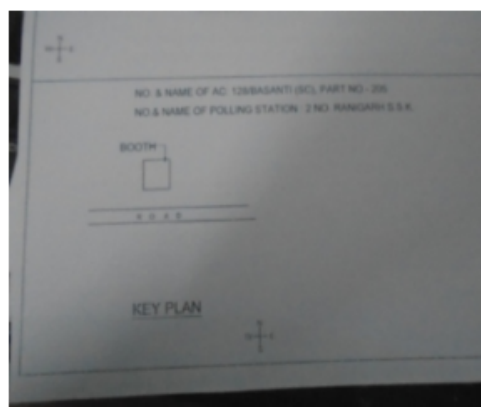 NO. & NAME OF AC. 128/BASANTI (SC), PART NO.- 206.
NO.& NAME OF POLLING STATION : 2 NO. RANIGARH S.S.K.
BOOTH
R O A D
KEY PLAN